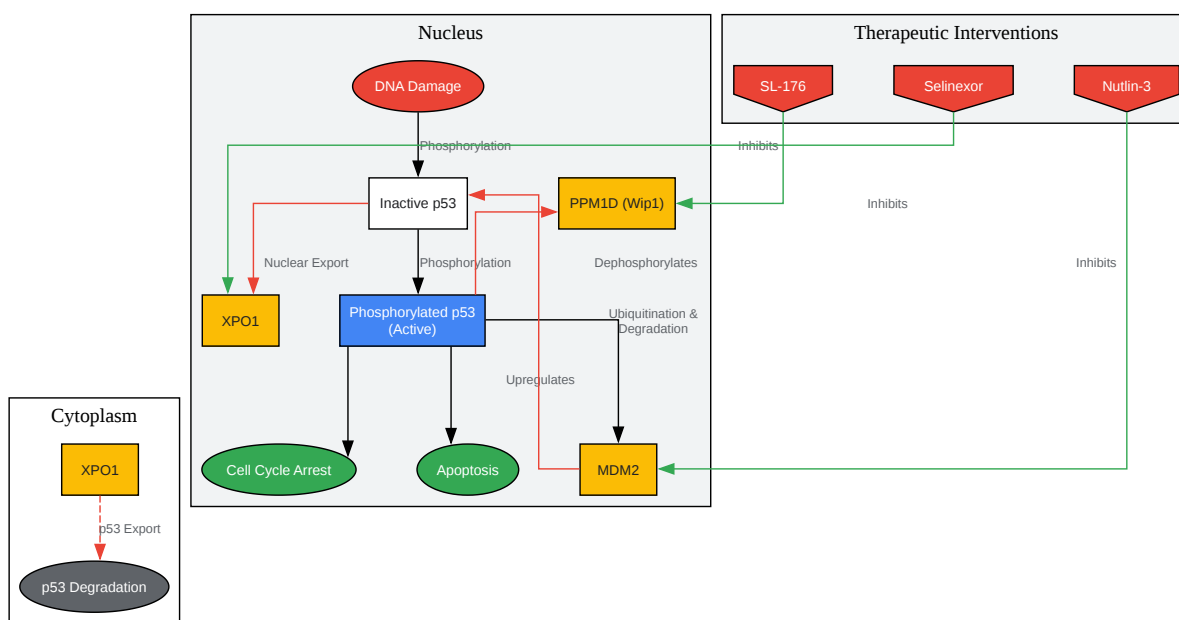 Nucleus
Therapeutic Interventions
DNA Damage
SL-176
Selinexor
Nutlin-3
Phosphorylation
Inhibits
Inactive p53
PPM1D (Wip1)
Inhibits
Nuclear Export
Phosphorylation
Dephosphorylates
Inhibits
XPO1
Phosphorylated p53
(Active)
Ubiquitination &
Degradation
Upregulates
Cytoplasm
XPO1
Cell Cycle Arrest
Apoptosis
MDM2
p53 Export
p53 Degradation